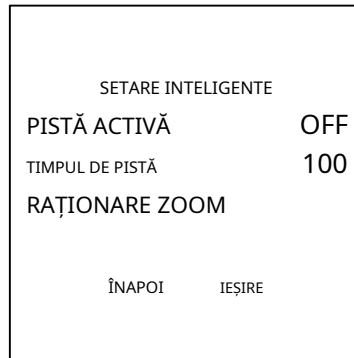 SETARE INTELIGENTE
PISTĂ ACTIVĂ OFF
TIMPUL DE PISTĂ 100
RAȚIONARE ZOOM
ÎNAPOI IEȘIRE